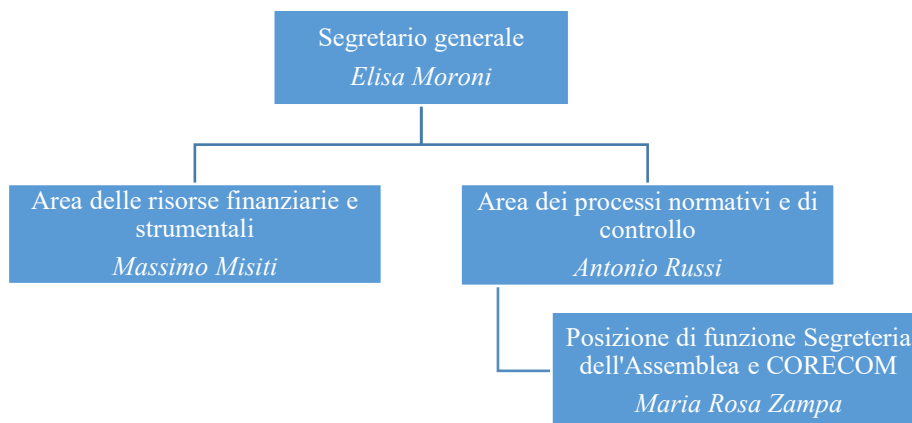 Segretario generale
Elisa Moroni
Area delle risorse finanziarie e
strumentali
Massimo Misiti
Area dei processi normativi e di
controllo
Antonio Russi
Posizione di funzione Segreteria
dell'Assemblea e CORECOM
Maria Rosa Zampa